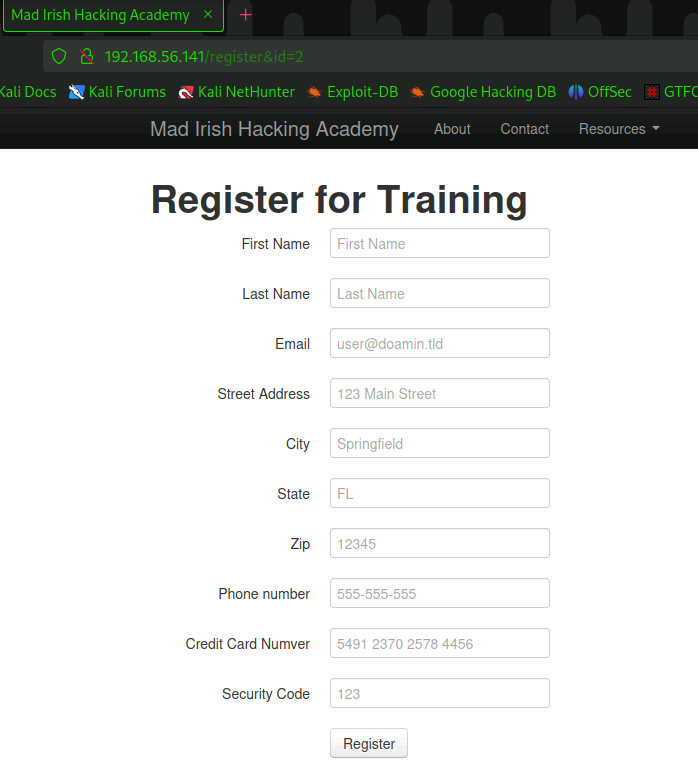 Mad Irish Hacking Academy × +
192.168.56.141/register&id=2
Kali Docs Kali Forums Kali NetHunter Exploit-DB Google Hacking DB OffSec GTFO
Mad Irish Hacking Academy About Contact Resources
Register for Training
First Name First Name
Last Name Last Name
Email user@doamin.tld
Street Address 123 Main Street
City Springfield
State FL
Zip 12345
Phone number 555-555-555
Credit Card Numver 5491 2370 2578 4456
Security Code 123
Register